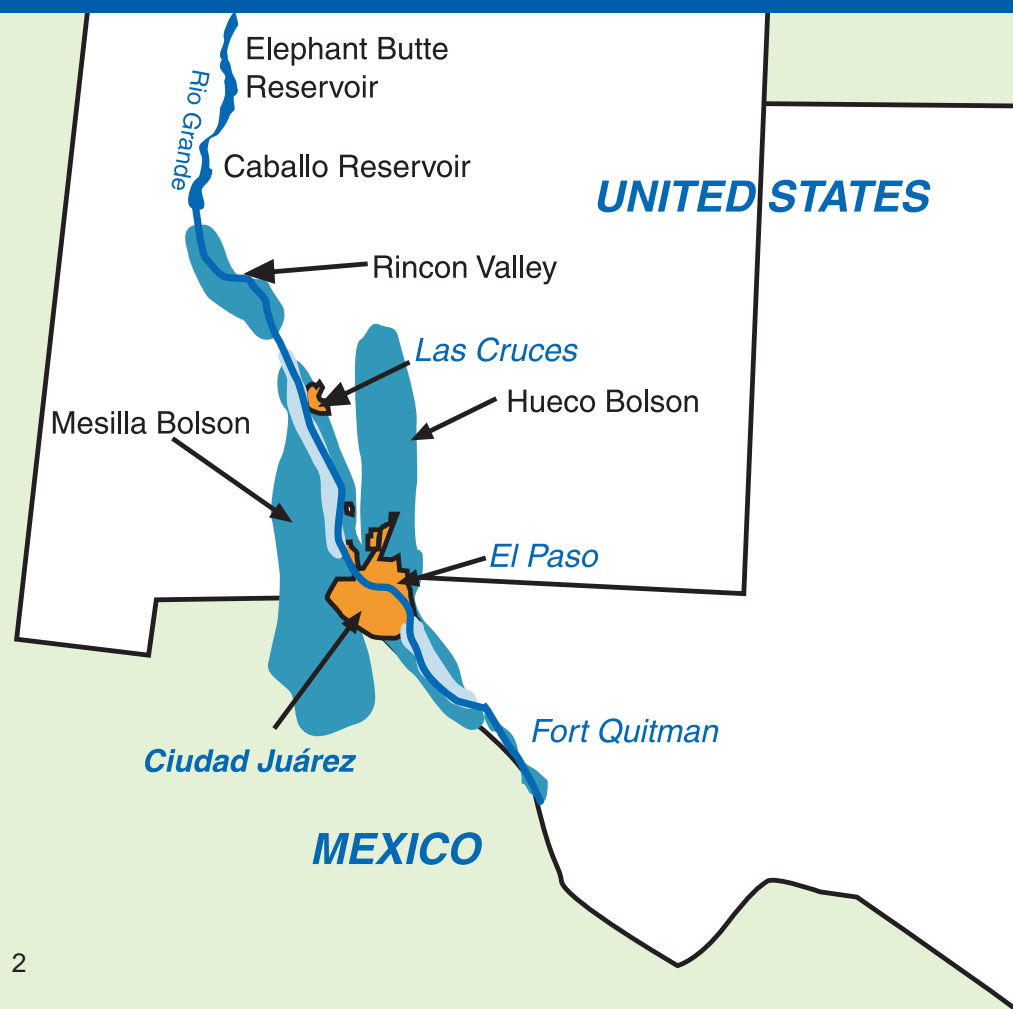 Elephant Butte
Reservoir
Rio Grande
Caballo Reservoir
UNITED STATES
Rincon Valley
Las Cruces
Hueco Bolson
Mesilla Bolson
El Paso
Fort Quitman
Ciudad Juárez
MEXICO
2